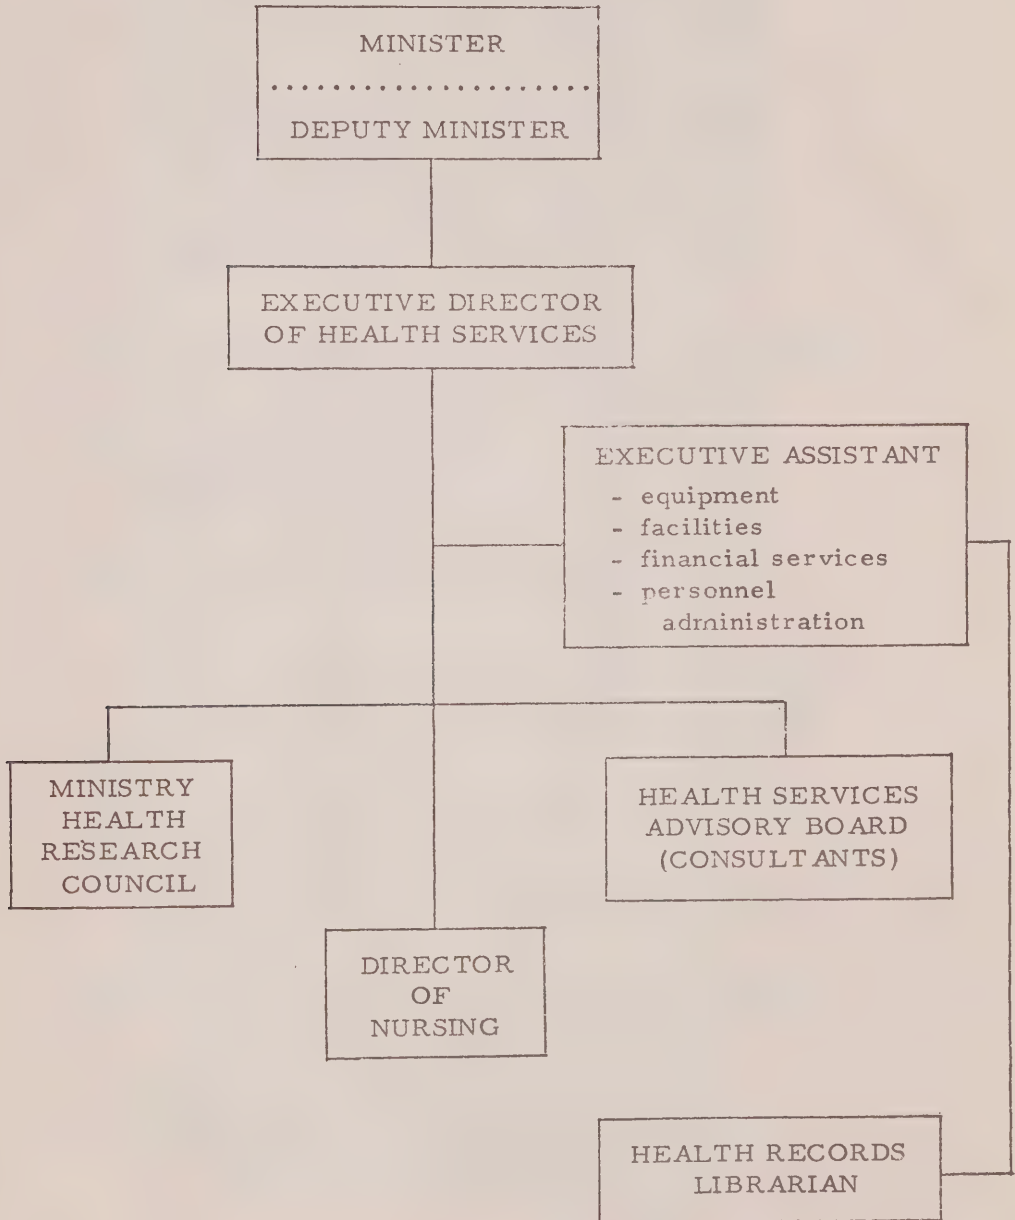 MINISTER
DEPUTY MINISTER
EXECUTIVE DIRECTOR
OF HEALTH SERVICES
EXECUTIVE ASSISTANT
- equipment
- facilities
- financial services
- personnel
administration
MINISTRY
HEALTH
RESEARCH
COUNCIL
HEALTH SERVICES
ADVISORY BOARD
(CONSULTANTS)
DIRECTOR
OF
NURSING
HEALTH RECORDS
LIBRARIAN